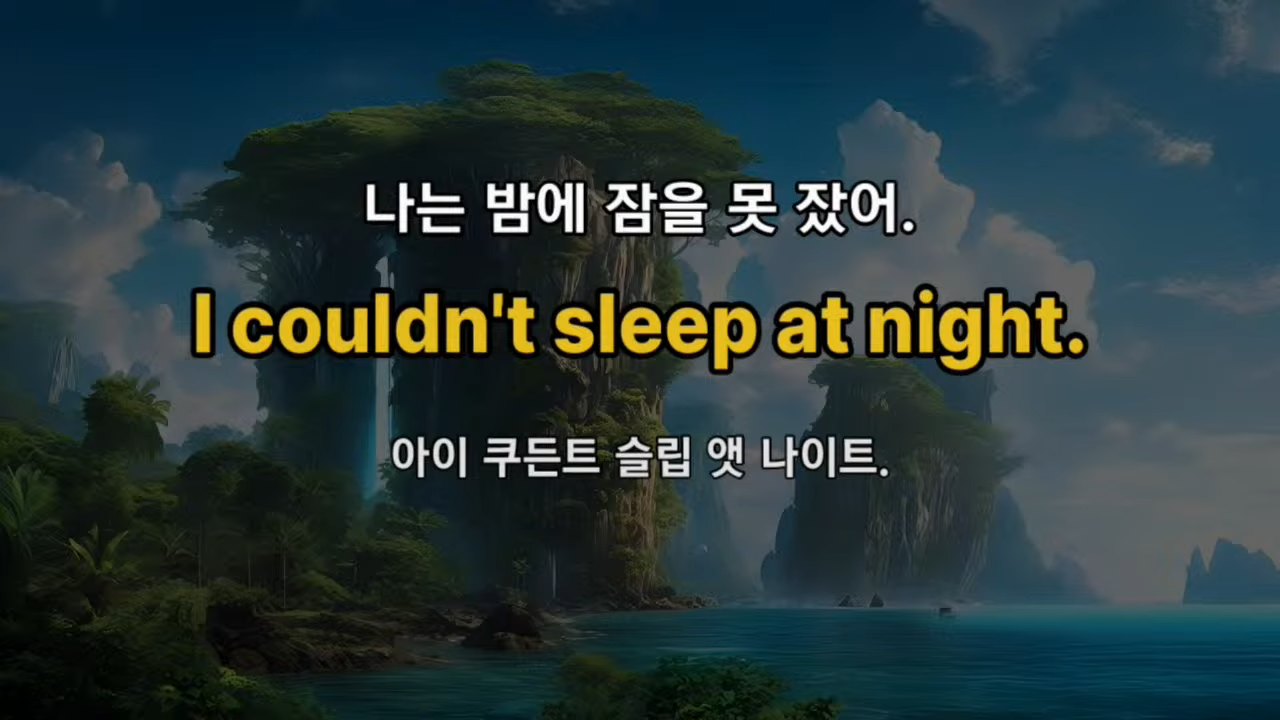 나는 밤에 잠을 못 잤어.
I couldn't sleep at night.
아이 쿠든트 슬립 앳 나이트.